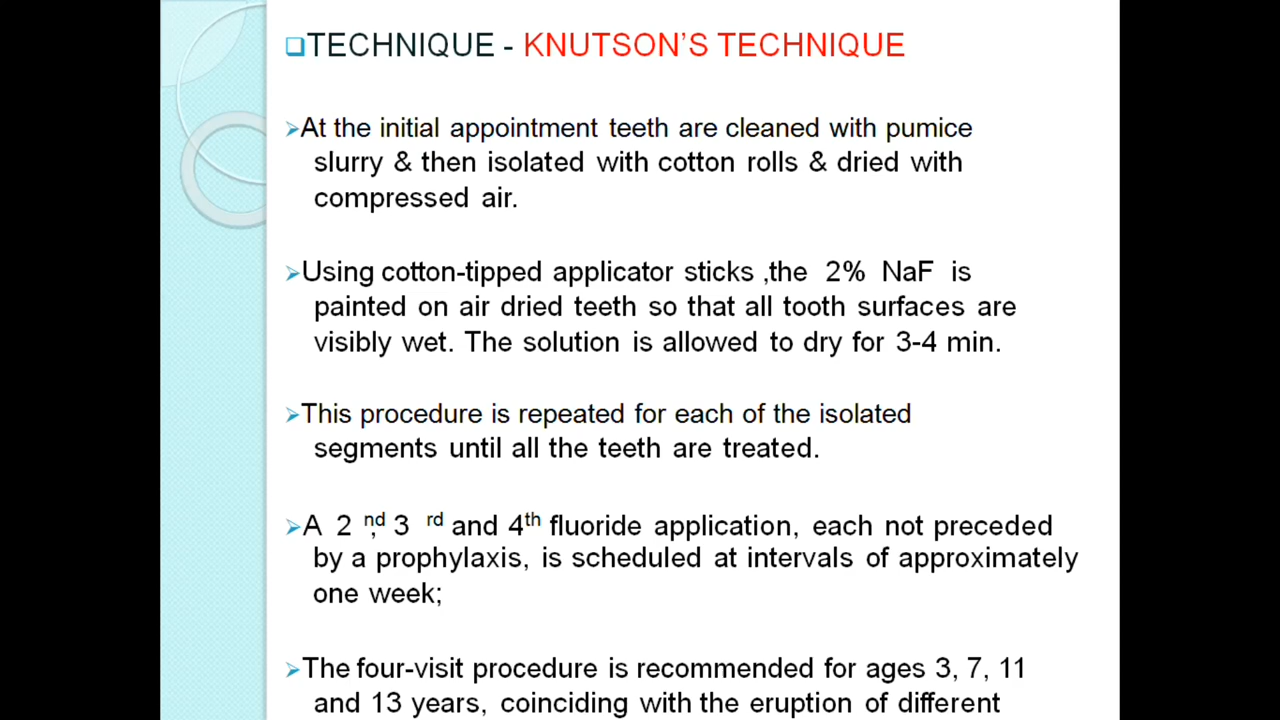 TECHNIQUE - KNUTSON'S TECHNIQUE
At the initial appointment teeth are cleaned with pumice
slurry & then isolated with cotton rolls & dried with
compressed air.
Using cotton-tipped applicator sticks ,the 2% NaF is
painted on air dried teeth so that all tooth surfaces are
visibly wet. The solution is allowed to dry for 3-4 min.
This procedure is repeated for each of the isolated
segments until all the teeth are treated.
A 2 nd, 3 rd and 4th fluoride application, each not preceded
by a prophylaxis, is scheduled at intervals of approximately
one week;
The four-visit procedure is recommended for ages 3, 7, 11
and 13 years, coinciding with the eruption of different